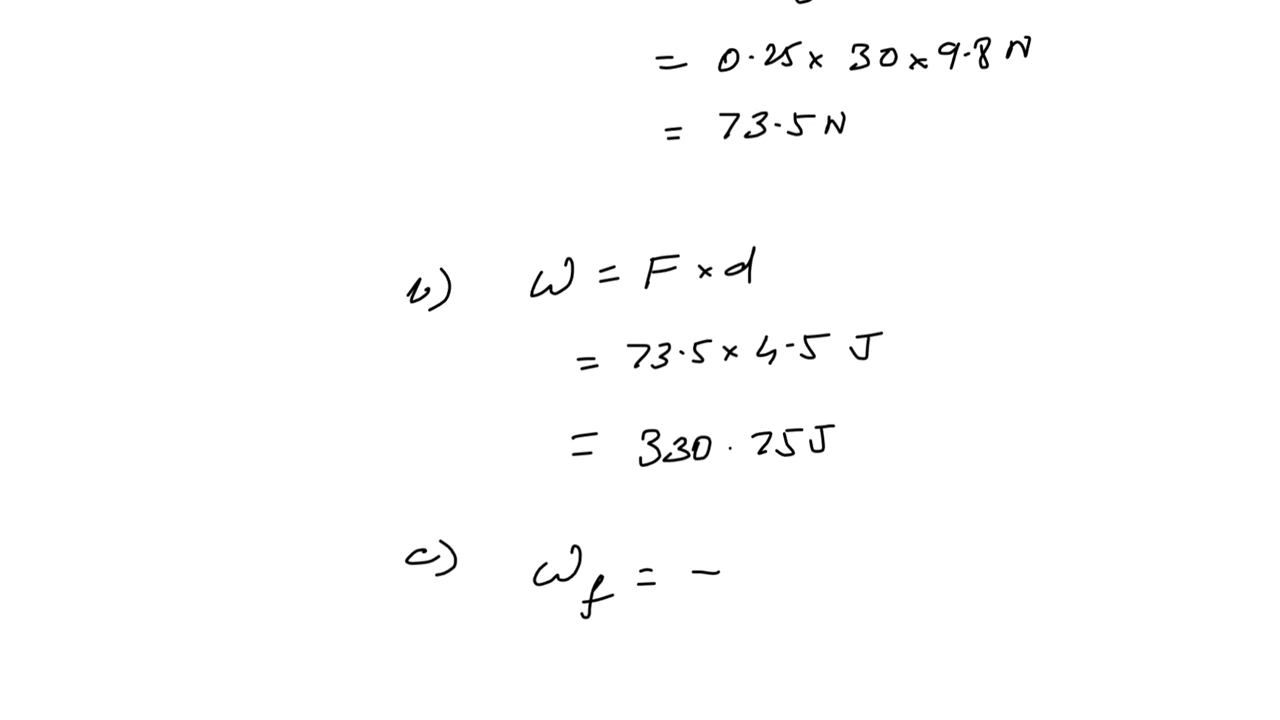 = 0.25 × 30 × 9.8 N
= 73.5 N
b) W = F × d
= 73.5 × 4.5 J
= 330.75 J
c) W_f = -